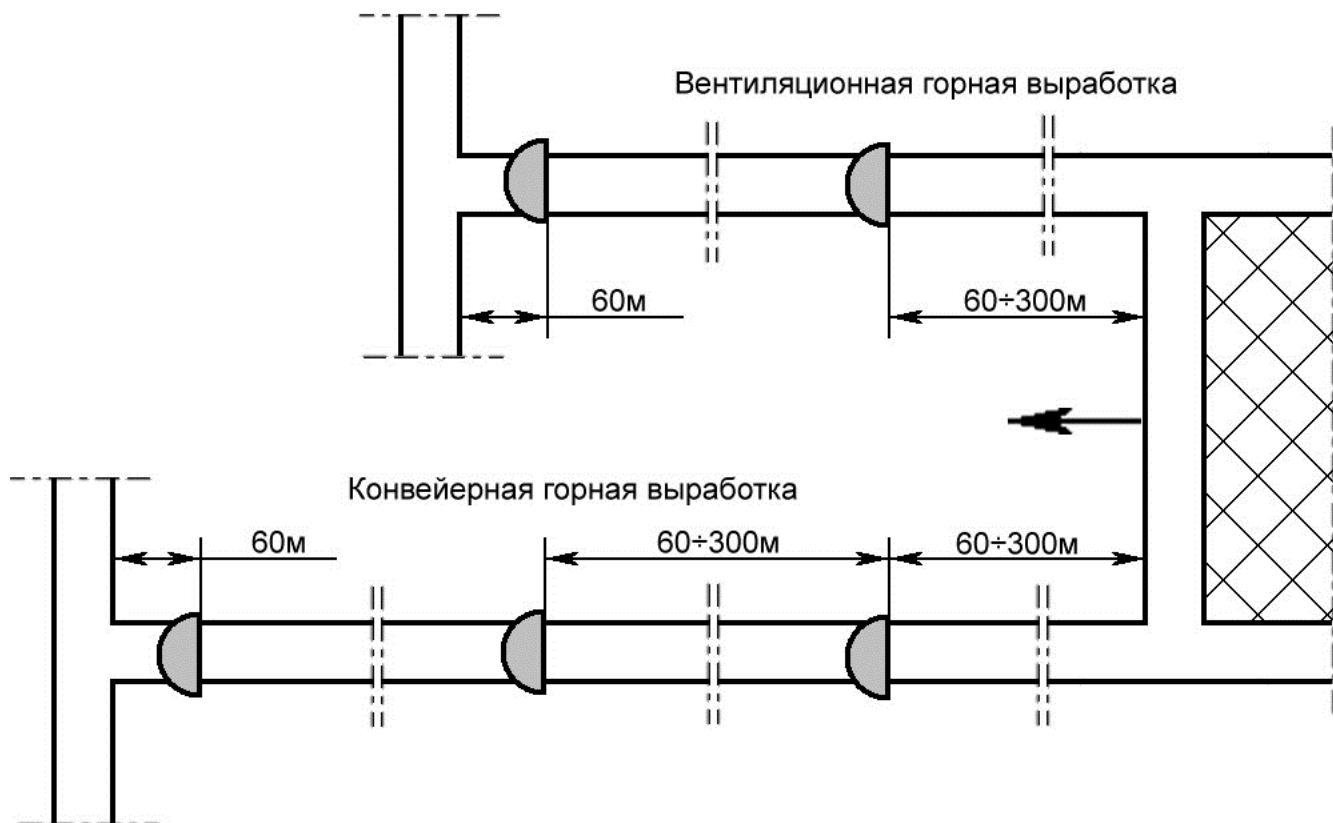 Вентиляционная горная выработка
60м
60÷300м
Конвейерная горная выработка
60м
60÷300м
60÷300м